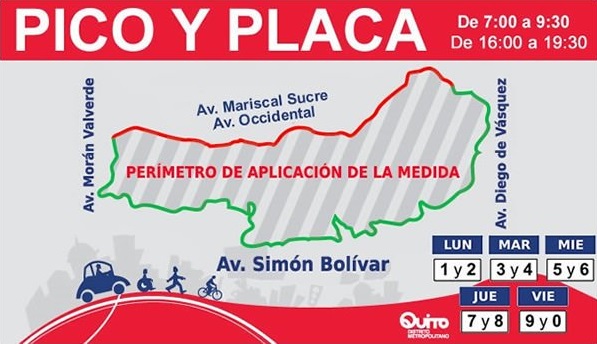 PICO Y PLACA
De 7:00 a 9:30
De 16:00 a 19:30
Av. Morán Valverde
Av. Mariscal Sucre
Av. Occidental
Av. Diego de Vásquez
PERÍMETRO DE APLICACIÓN DE LA MEDIDA
Av. Simón Bolívar
LUN MAR MIE
1 y 2 3 y 4 5 y 6
JUE VIE
7 y 8 9 y 0
Quito
DISTRITO
METROPOLITANO